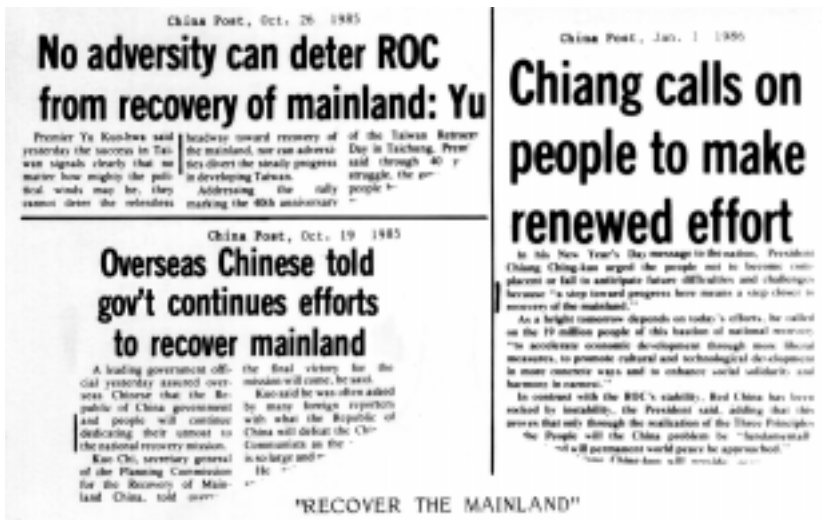 China Post, Oct. 26 1985
No adversity can deter ROC
from recovery of mainland: Yu
Premier Yu Kuo-hwa said
yesterday the success in Tai-
wan signals clearly that no
matter how mighty the poli-
tical winds may be, they
cannot deter the relentless
headway toward recovery of
the mainland, nor can adversi-
ties divert the steady progress
in developing Taiwan.
Addressing the rally
marking the 40th anniversary
of the Taiwan Retroces
Day in Taichung, Prem
said through 40 y
struggle, the
people
China Post, Oct. 19 1985
Overseas Chinese told
gov't continues efforts
to recover mainland
A leading government offi-
cial yesterday assured over-
seas Chinese that the Re-
public of China government
and people will continue
dedicating their utmost to
the national recovery mission.
Kuo Chi, secretary general
of the Planning Commission
for the Recovery of Main-
land China, told
the final victory for the
mission will come, he said.
Kuo said he was often asked
by many foreign reporters
with what the Republic of
China will defeat the Chi
Communists on the
is so large and
He
China Post, Jan. 1 1986
Chiang calls on
people to make
renewed effort
In his New Year's Day message to the nation, President
Chiang Ching-kuo urged the people not to become com-
placent or fail to anticipate future difficulties and challenges
because "a step toward progress here means a step closer to
recovery of the mainland."
As a bright tomorrow depends on today's efforts, he called
on the 19 million people of this bastion of national recovery
"to accelerate economic development through more liberal
measures, to promote cultural and technological development
in more concrete ways and to enhance social solidarity and
harmony in earnest."
In contrast with the ROC's stability, Red China has been
rocked by instability, the President said, adding that this
proves that only through the realization of the Three Principles
the People will the China problem be "fundamentall
will permanent world peace be approached."
Ching-kuo will
"RECOVER THE MAINLAND"